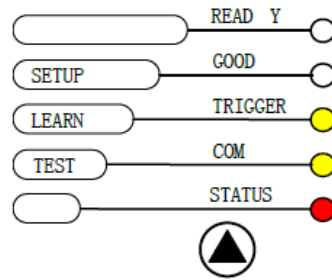 READ Y
SETUP GOOD
LEARN TRIGGER
TEST COM
STATUS